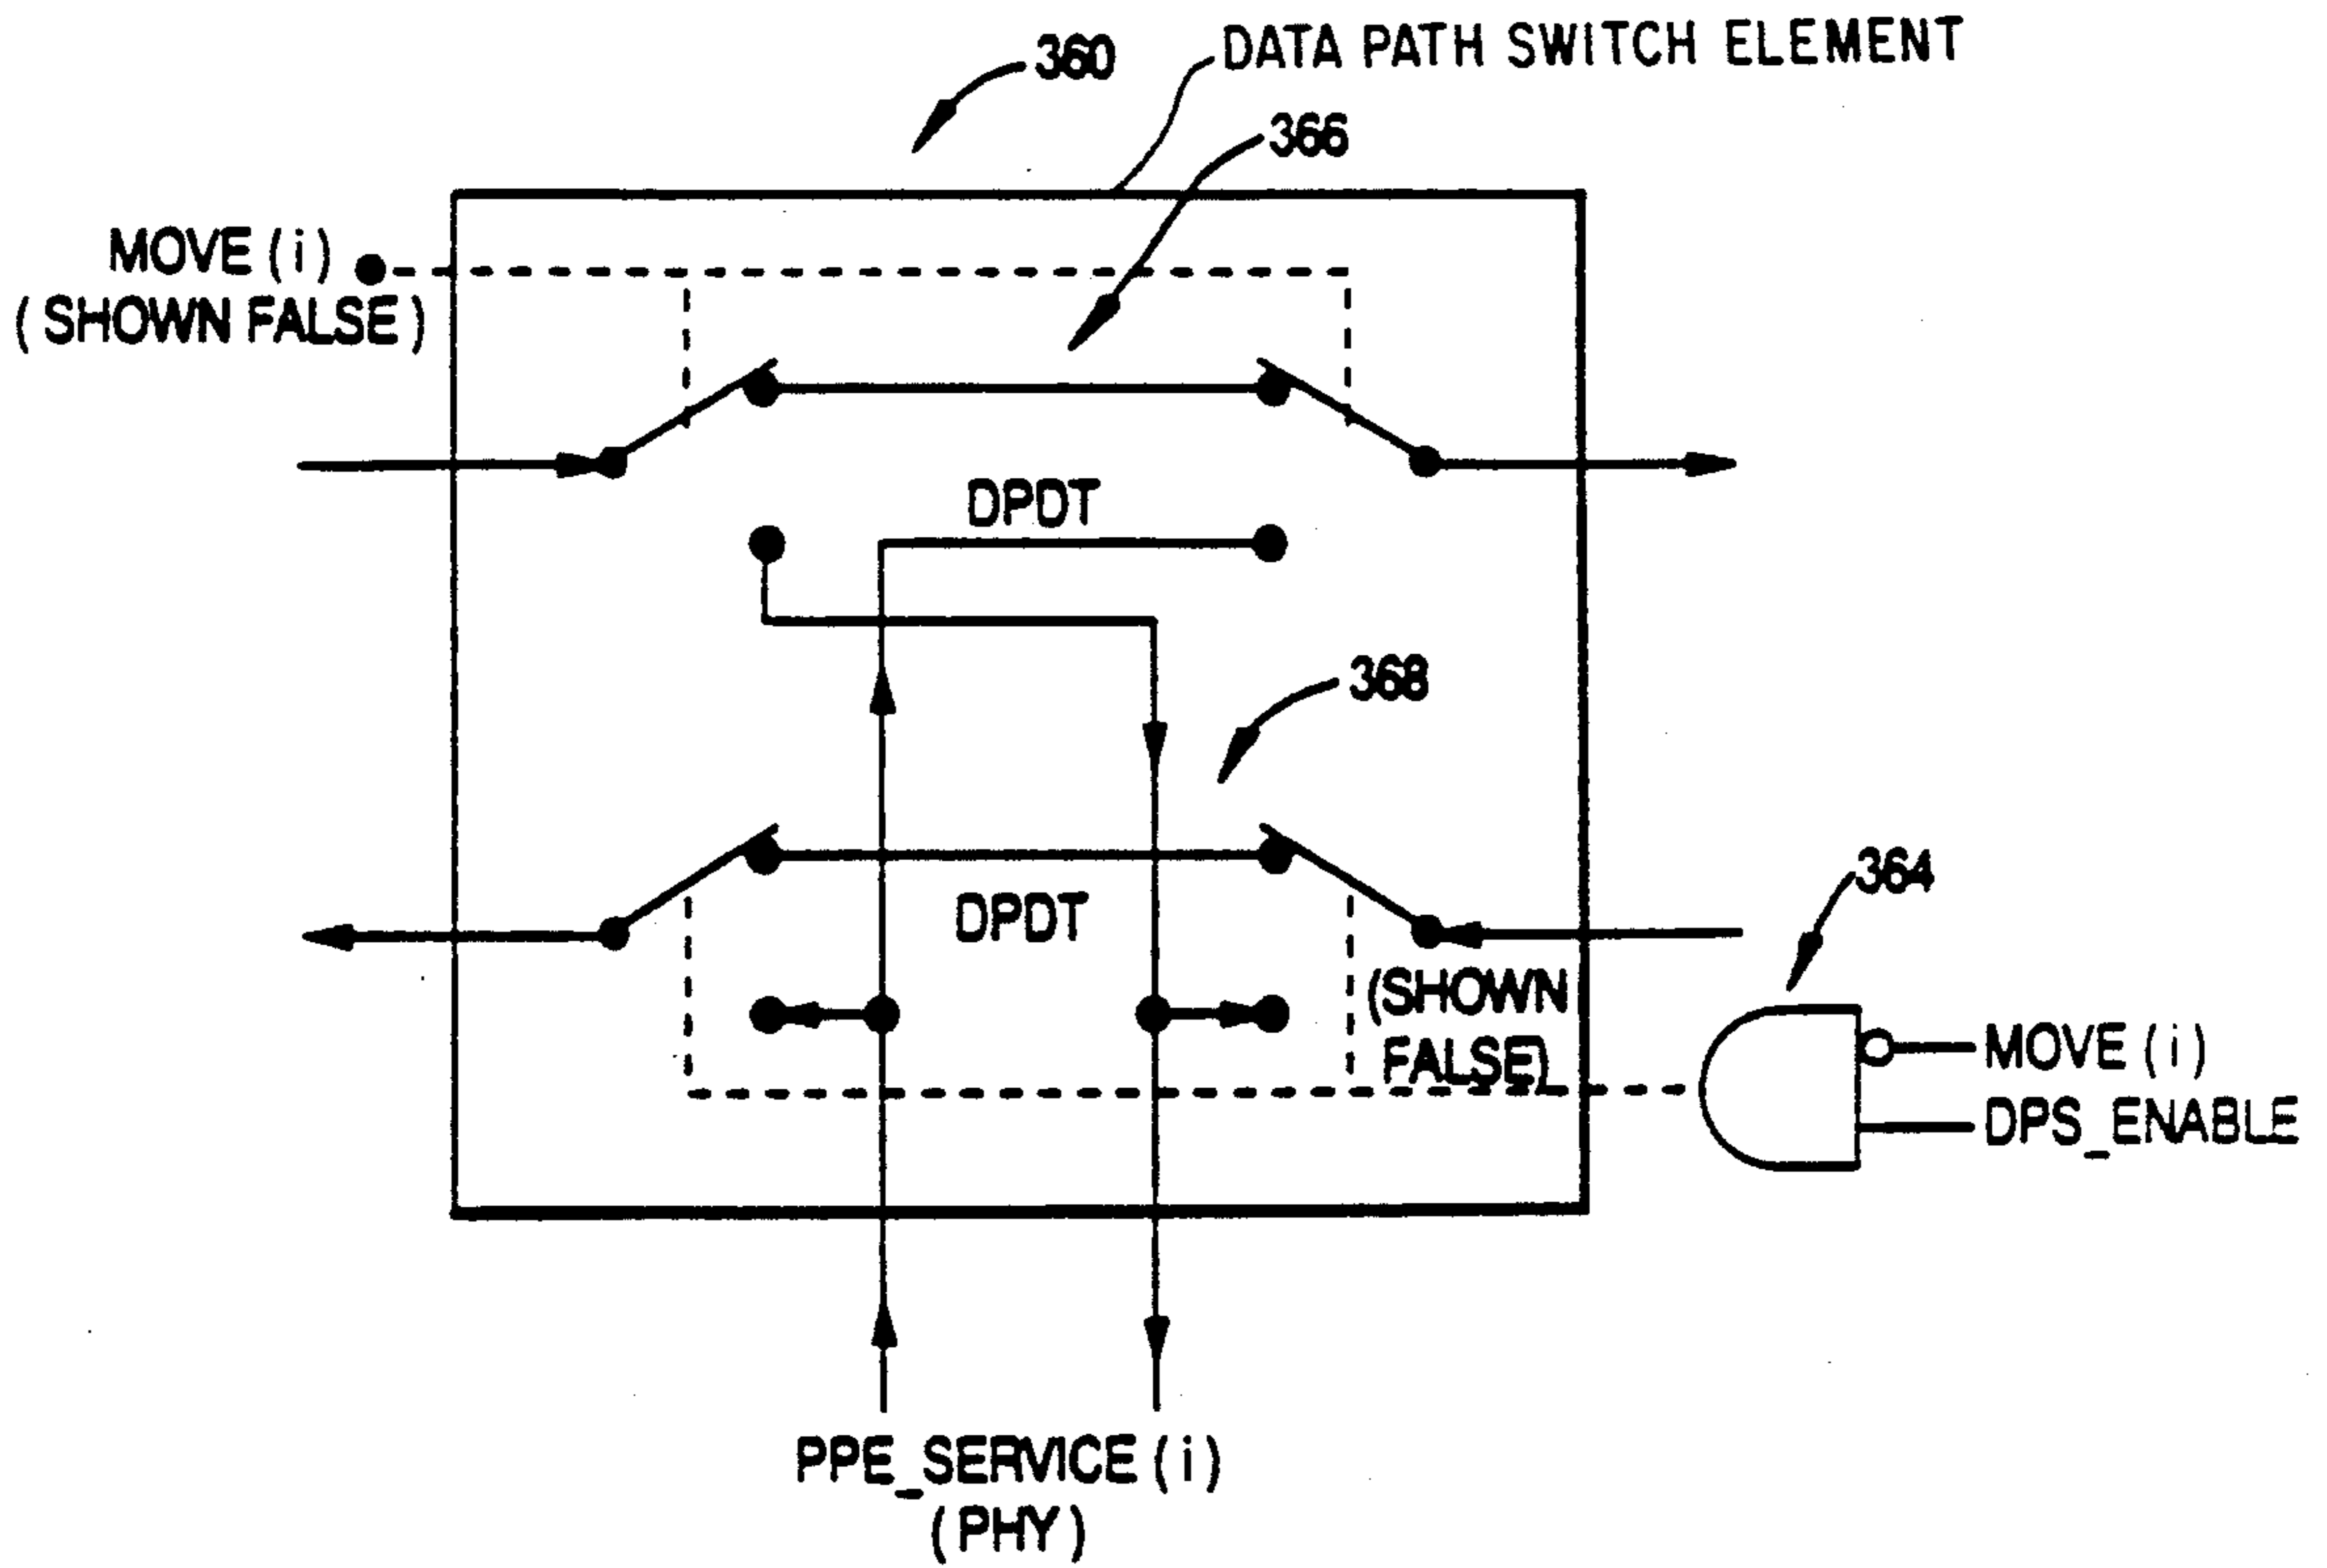 360
DATA PATH SWITCH ELEMENT
366
MOVE (i)
(SHOWN FALSE)
DPDT
368
DPDT
364
(SHOWN
FALSE)
MOVE (i)
DPS_ENABLE
PPE_SERVICE (i)
(PHY)